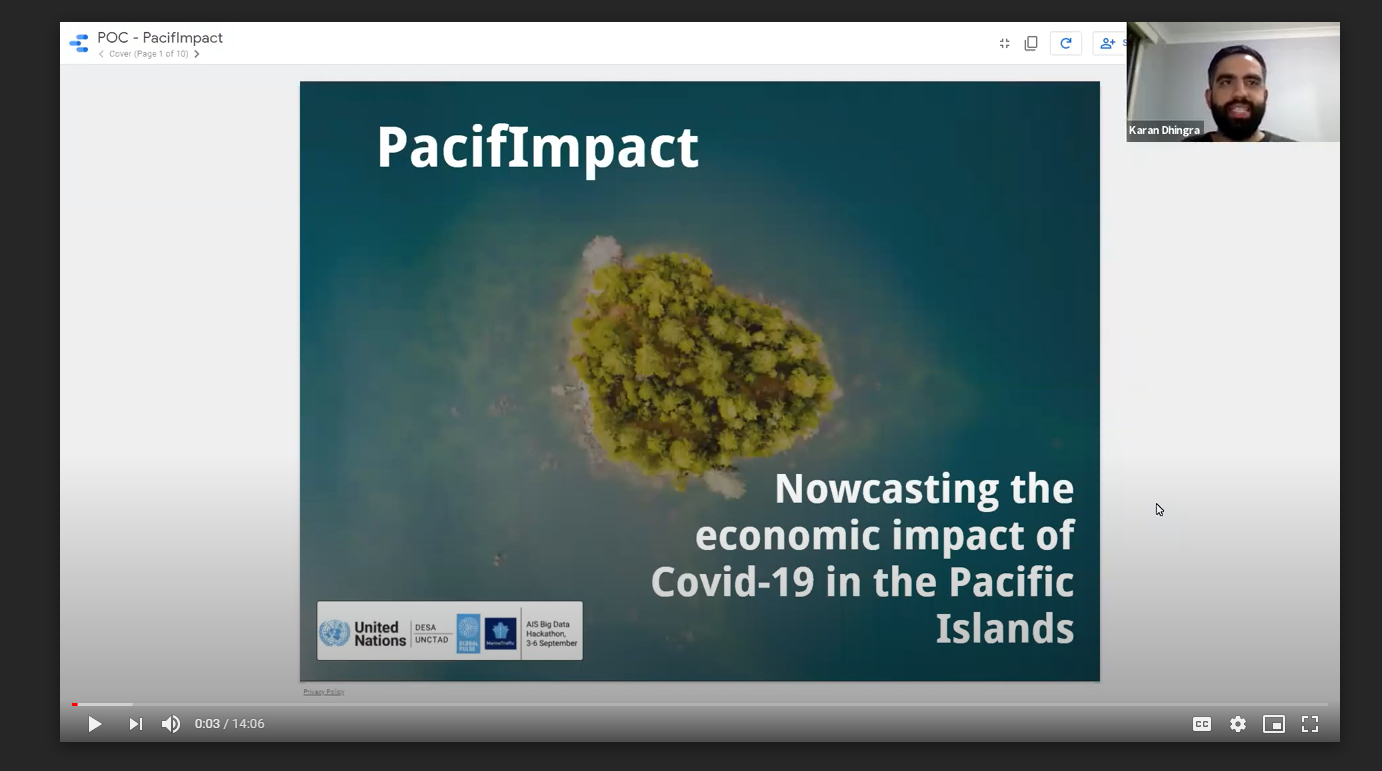 POC - PacifImpact
Cover (Page 1 of 10)
Karan Dhingra
PacifImpact
Nowcasting the
economic impact of
Covid-19 in the Pacific
Islands
United
Nations
DESA
UNCTAD
GLOBAL
PULSE
MarineTraffic
AIS Big Data
Hackathon,
3-6 September
Privacy Policy
0:03 / 14:06
CC